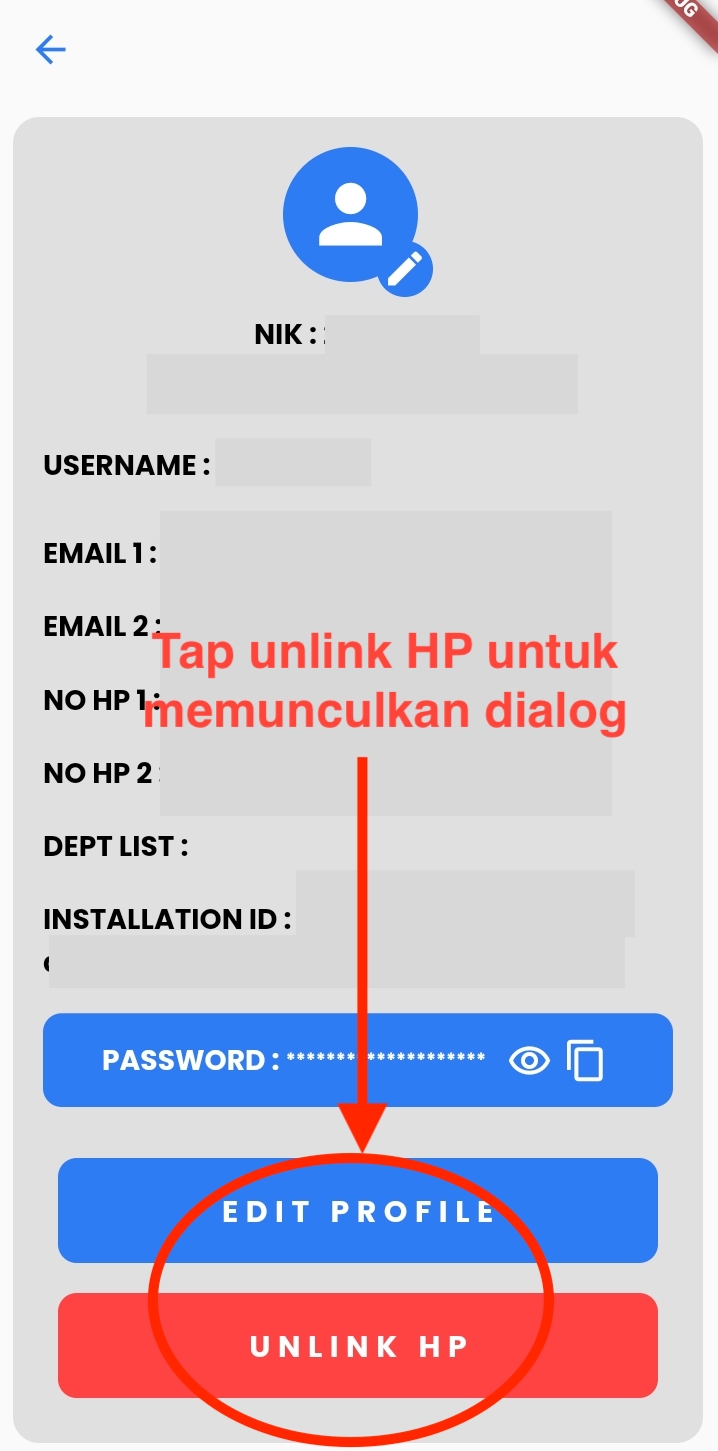 UG
NIK :
USERNAME :
EMAIL 1 :
EMAIL 2 :
Tap unlink HP untuk
NO HP 1 :
memunculkan dialog
NO HP 2 :
DEPT LIST :
INSTALLATION ID :
PASSWORD : *******************
EDIT PROFILE
UNLINK HP